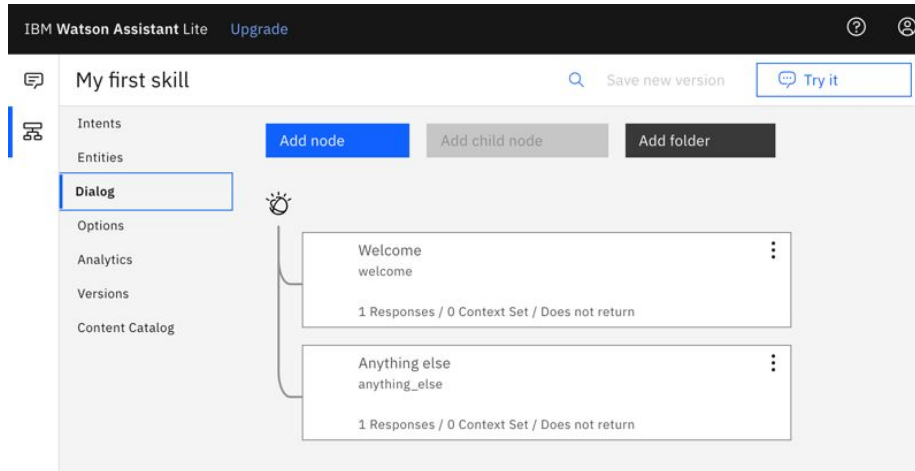 IBM Watson Assistant Lite Upgrade
My first skill
Save new version
Try it
Intents
Entities
Dialog
Options
Analytics
Versions
Content Catalog
Add node
Add child node
Add folder
Welcome
welcome
1 Responses / 0 Context Set / Does not return
Anything else
anything_else
1 Responses / 0 Context Set / Does not return